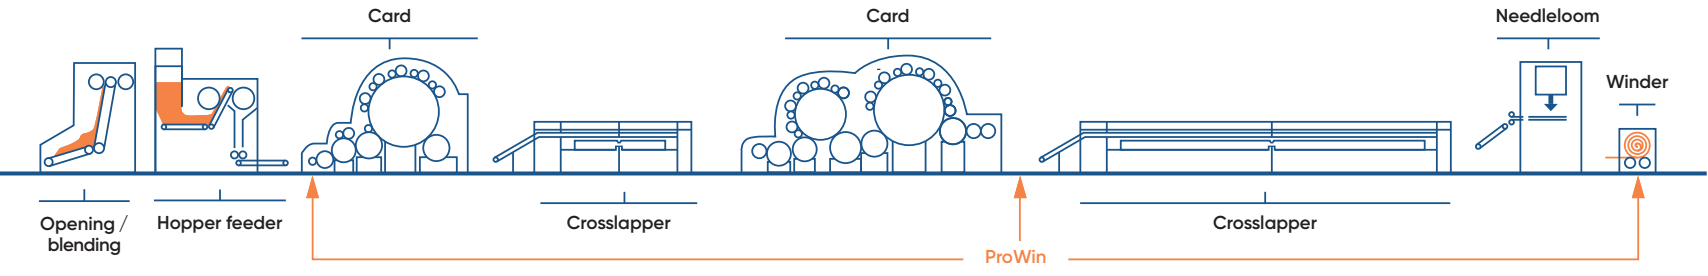 Card
Card
Needleloom
Winder
Opening /
blending
Hopper feeder
Crosslapper
Crosslapper
ProWin